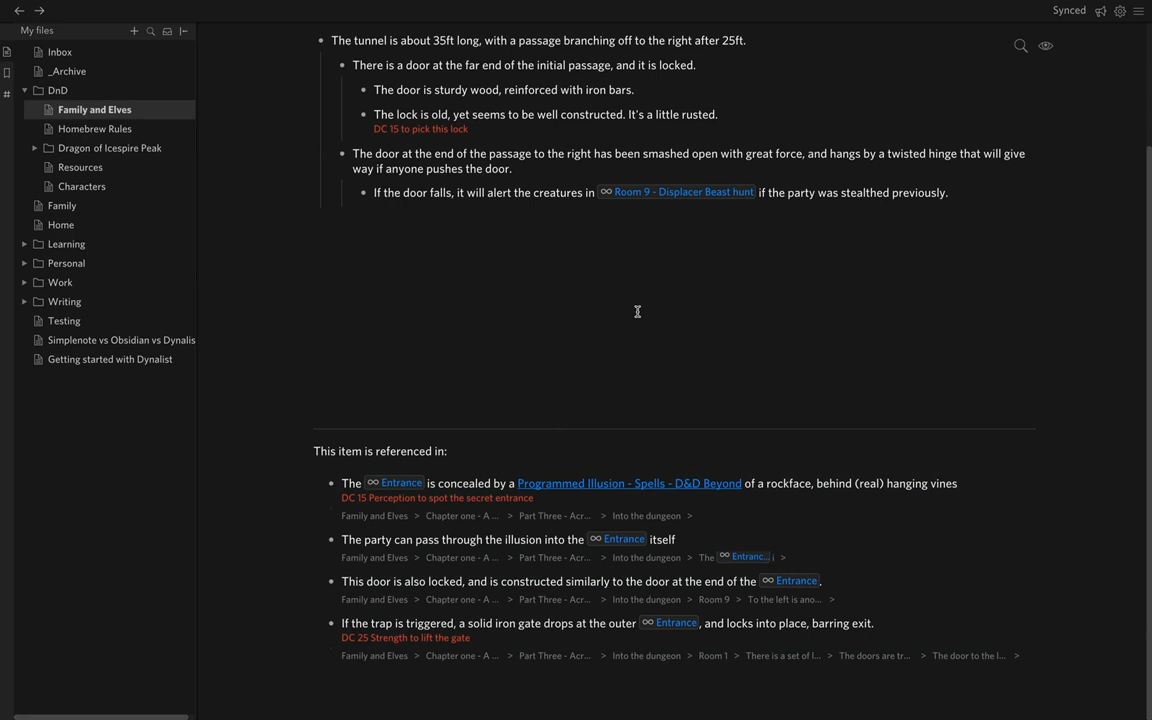 Synced
My files
Inbox
_Archive
DnD
Family and Elves
Homebrew Rules
Dragon of Icespire Peak
Resources
Characters
Family
Home
Learning
Personal
Work
Writing
Testing
Simplenote vs Obsidian vs Dynalis
Getting started with Dynalist
The tunnel is about 35ft long, with a passage branching off to the right after 25ft.
There is a door at the far end of the initial passage, and it is locked.
The door is sturdy wood, reinforced with iron bars.
The lock is old, yet seems to be well constructed. It's a little rusted.
DC 15 to pick this lock
The door at the end of the passage to the right has been smashed open with great force, and hangs by a twisted hinge that will give
way if anyone pushes the door.
If the door falls, it will alert the creatures in Room 9 - Displacer Beast hunt if the party was stealthed previously.
This item is referenced in:
The Entrance is concealed by a Programmed Illusion - Spells - D&D Beyond of a rockface, behind (real) hanging vines
DC 15 Perception to spot the secret entrance
Family and Elves > Chapter one - A ... > Part Three - Acr... > Into the dungeon >
The party can pass through the illusion into the Entrance itself
Family and Elves > Chapter one - A ... > Part Three - Acr... > Into the dungeon > The Entranc... i >
This door is also locked, and is constructed similarly to the door at the end of the Entrance.
Family and Elves > Chapter one - A ... > Part Three - Acr... > Into the dungeon > Room 9 > To the left is ano... >
If the trap is triggered, a solid iron gate drops at the outer Entrance, and locks into place, barring exit.
DC 25 Strength to lift the gate
Family and Elves > Chapter one - A ... > Part Three - Acr... > Into the dungeon > Room 1 > There is a set of l... > The doors are tr... > The door to the l... >